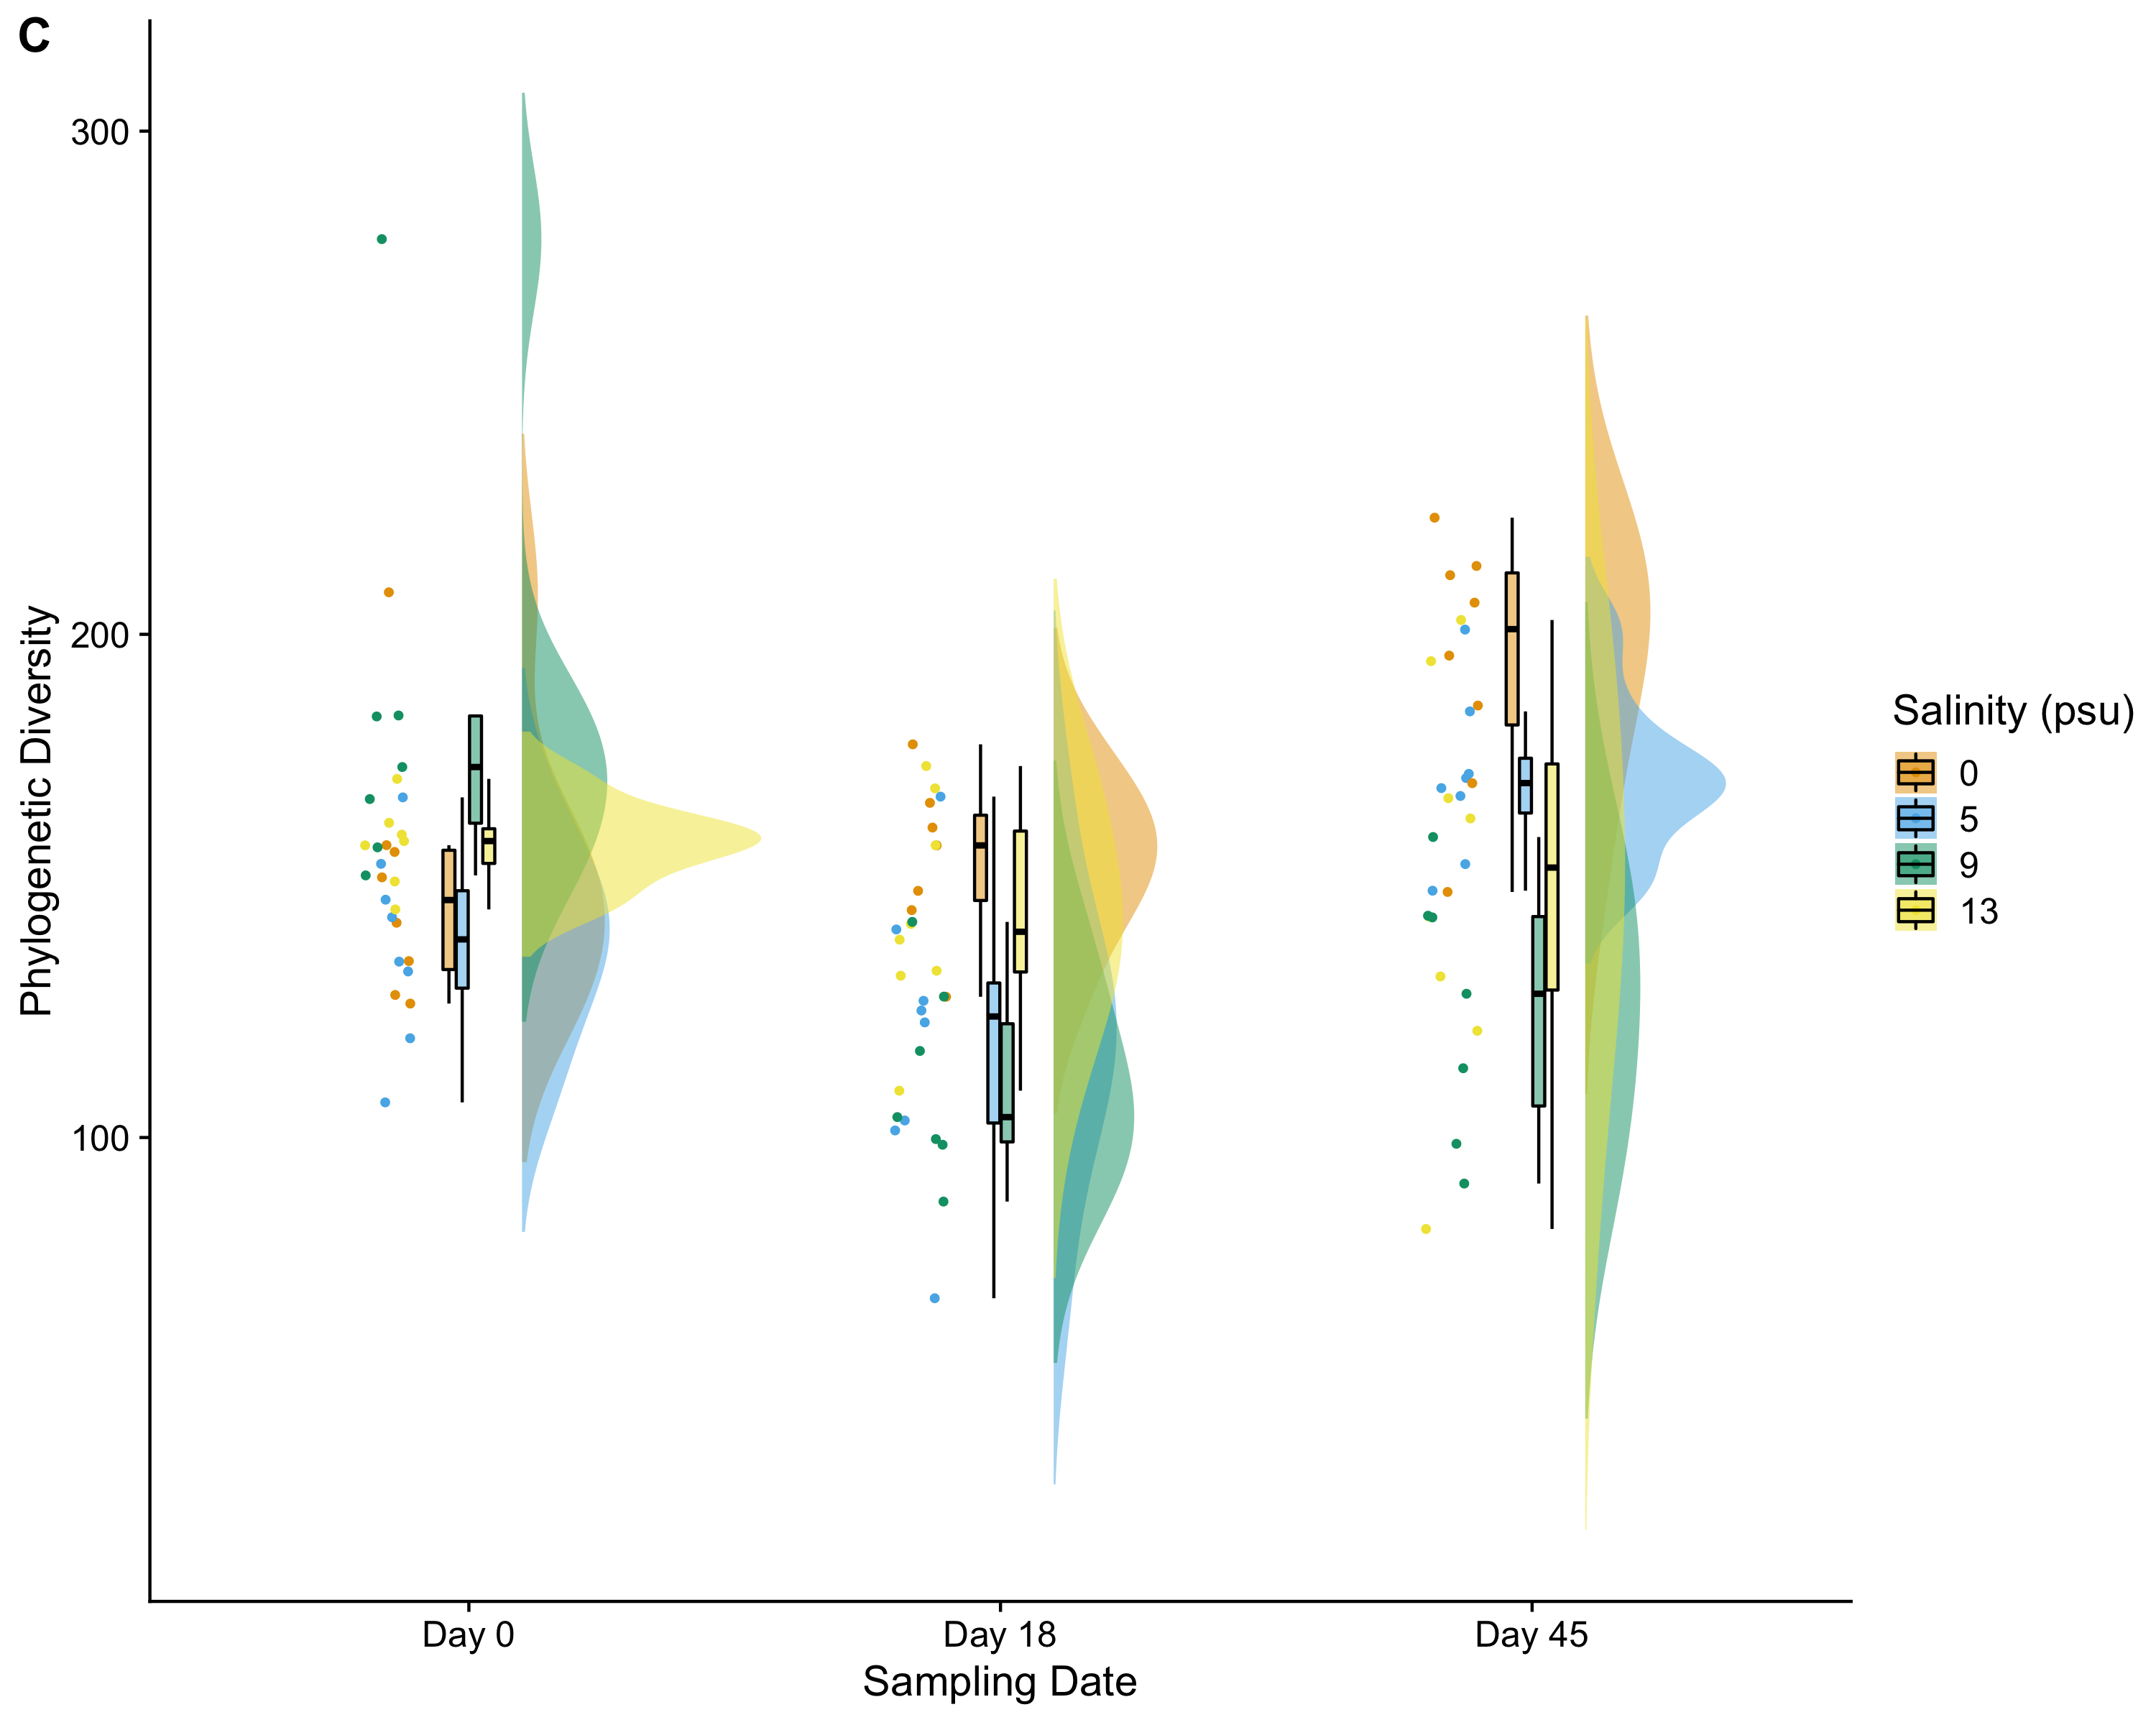 C
300
200
100
Phylogenetic Diversity
Day 0
Day 18
Day 45
Sampling Date
Salinity (psu)
0
5
9
13